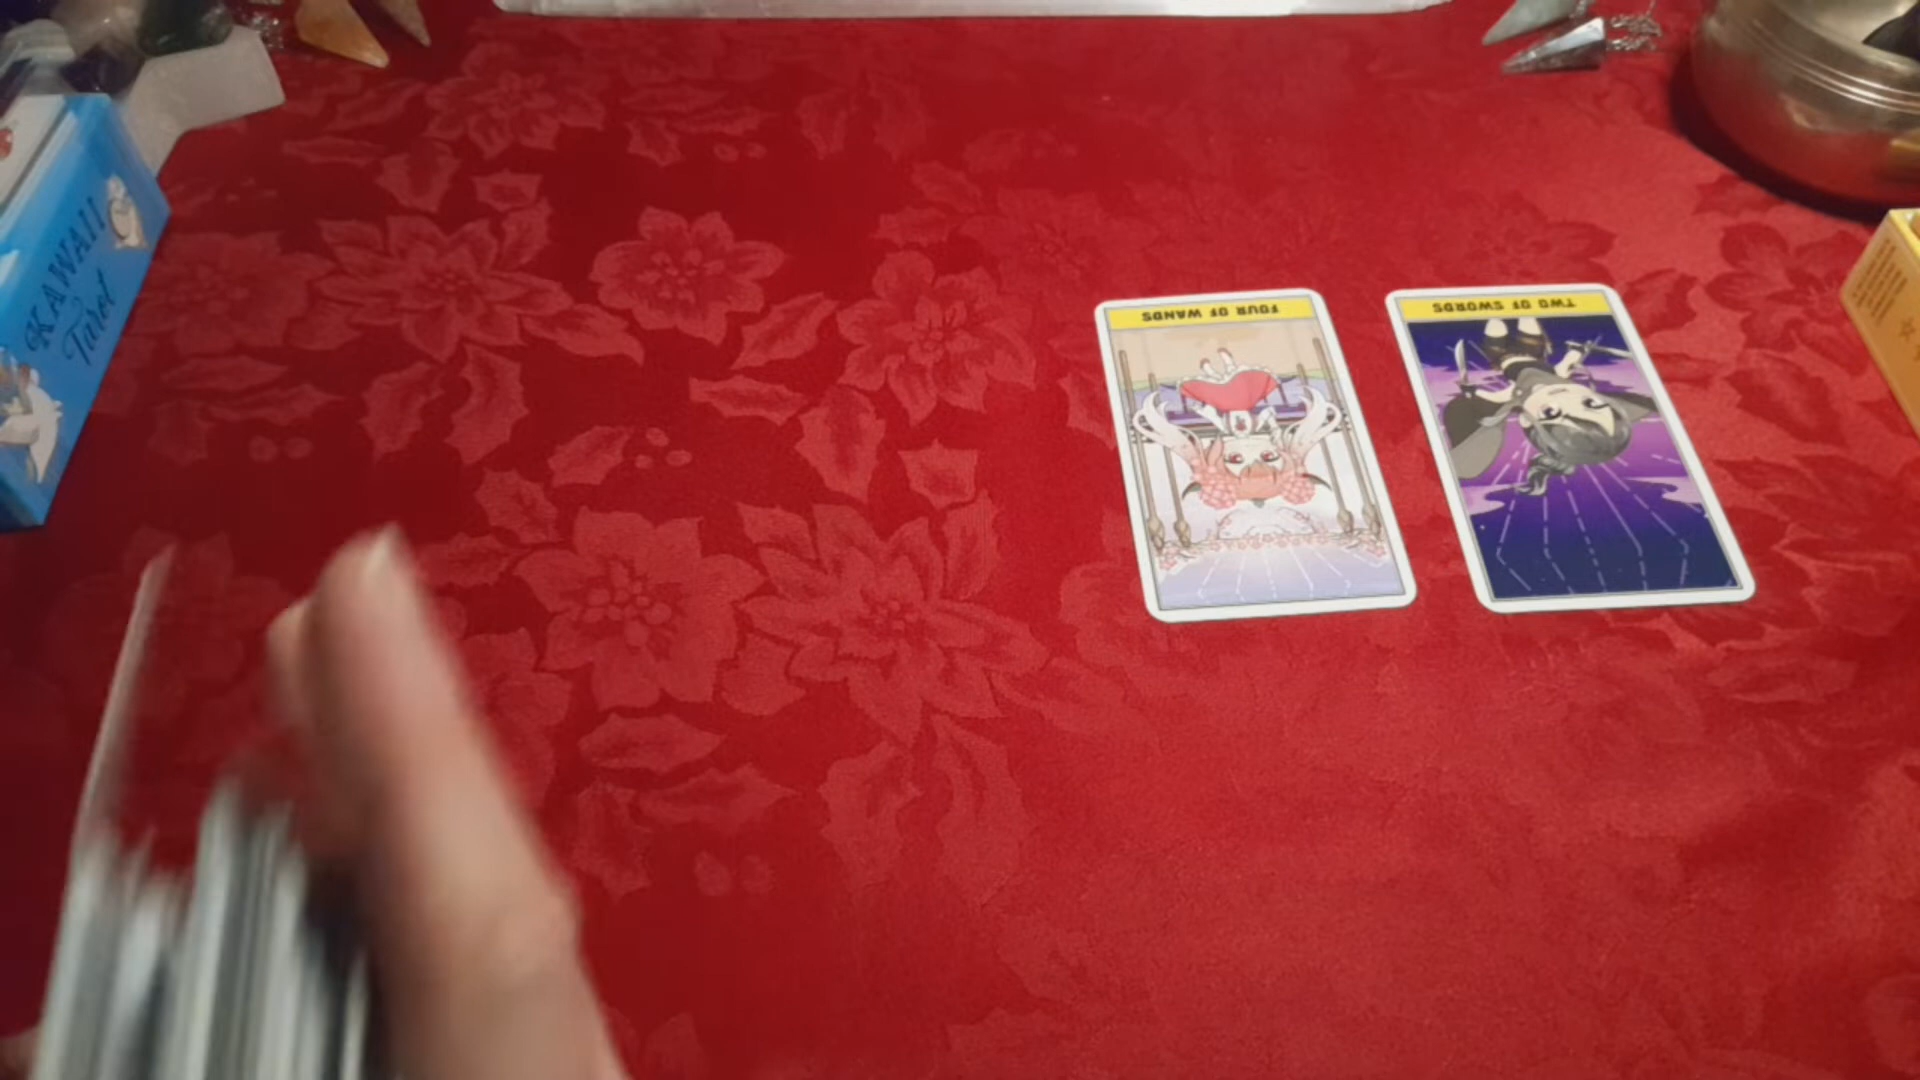 KAWAII
Tarot
FOUR OF WANDS
TWO OF SWORDS